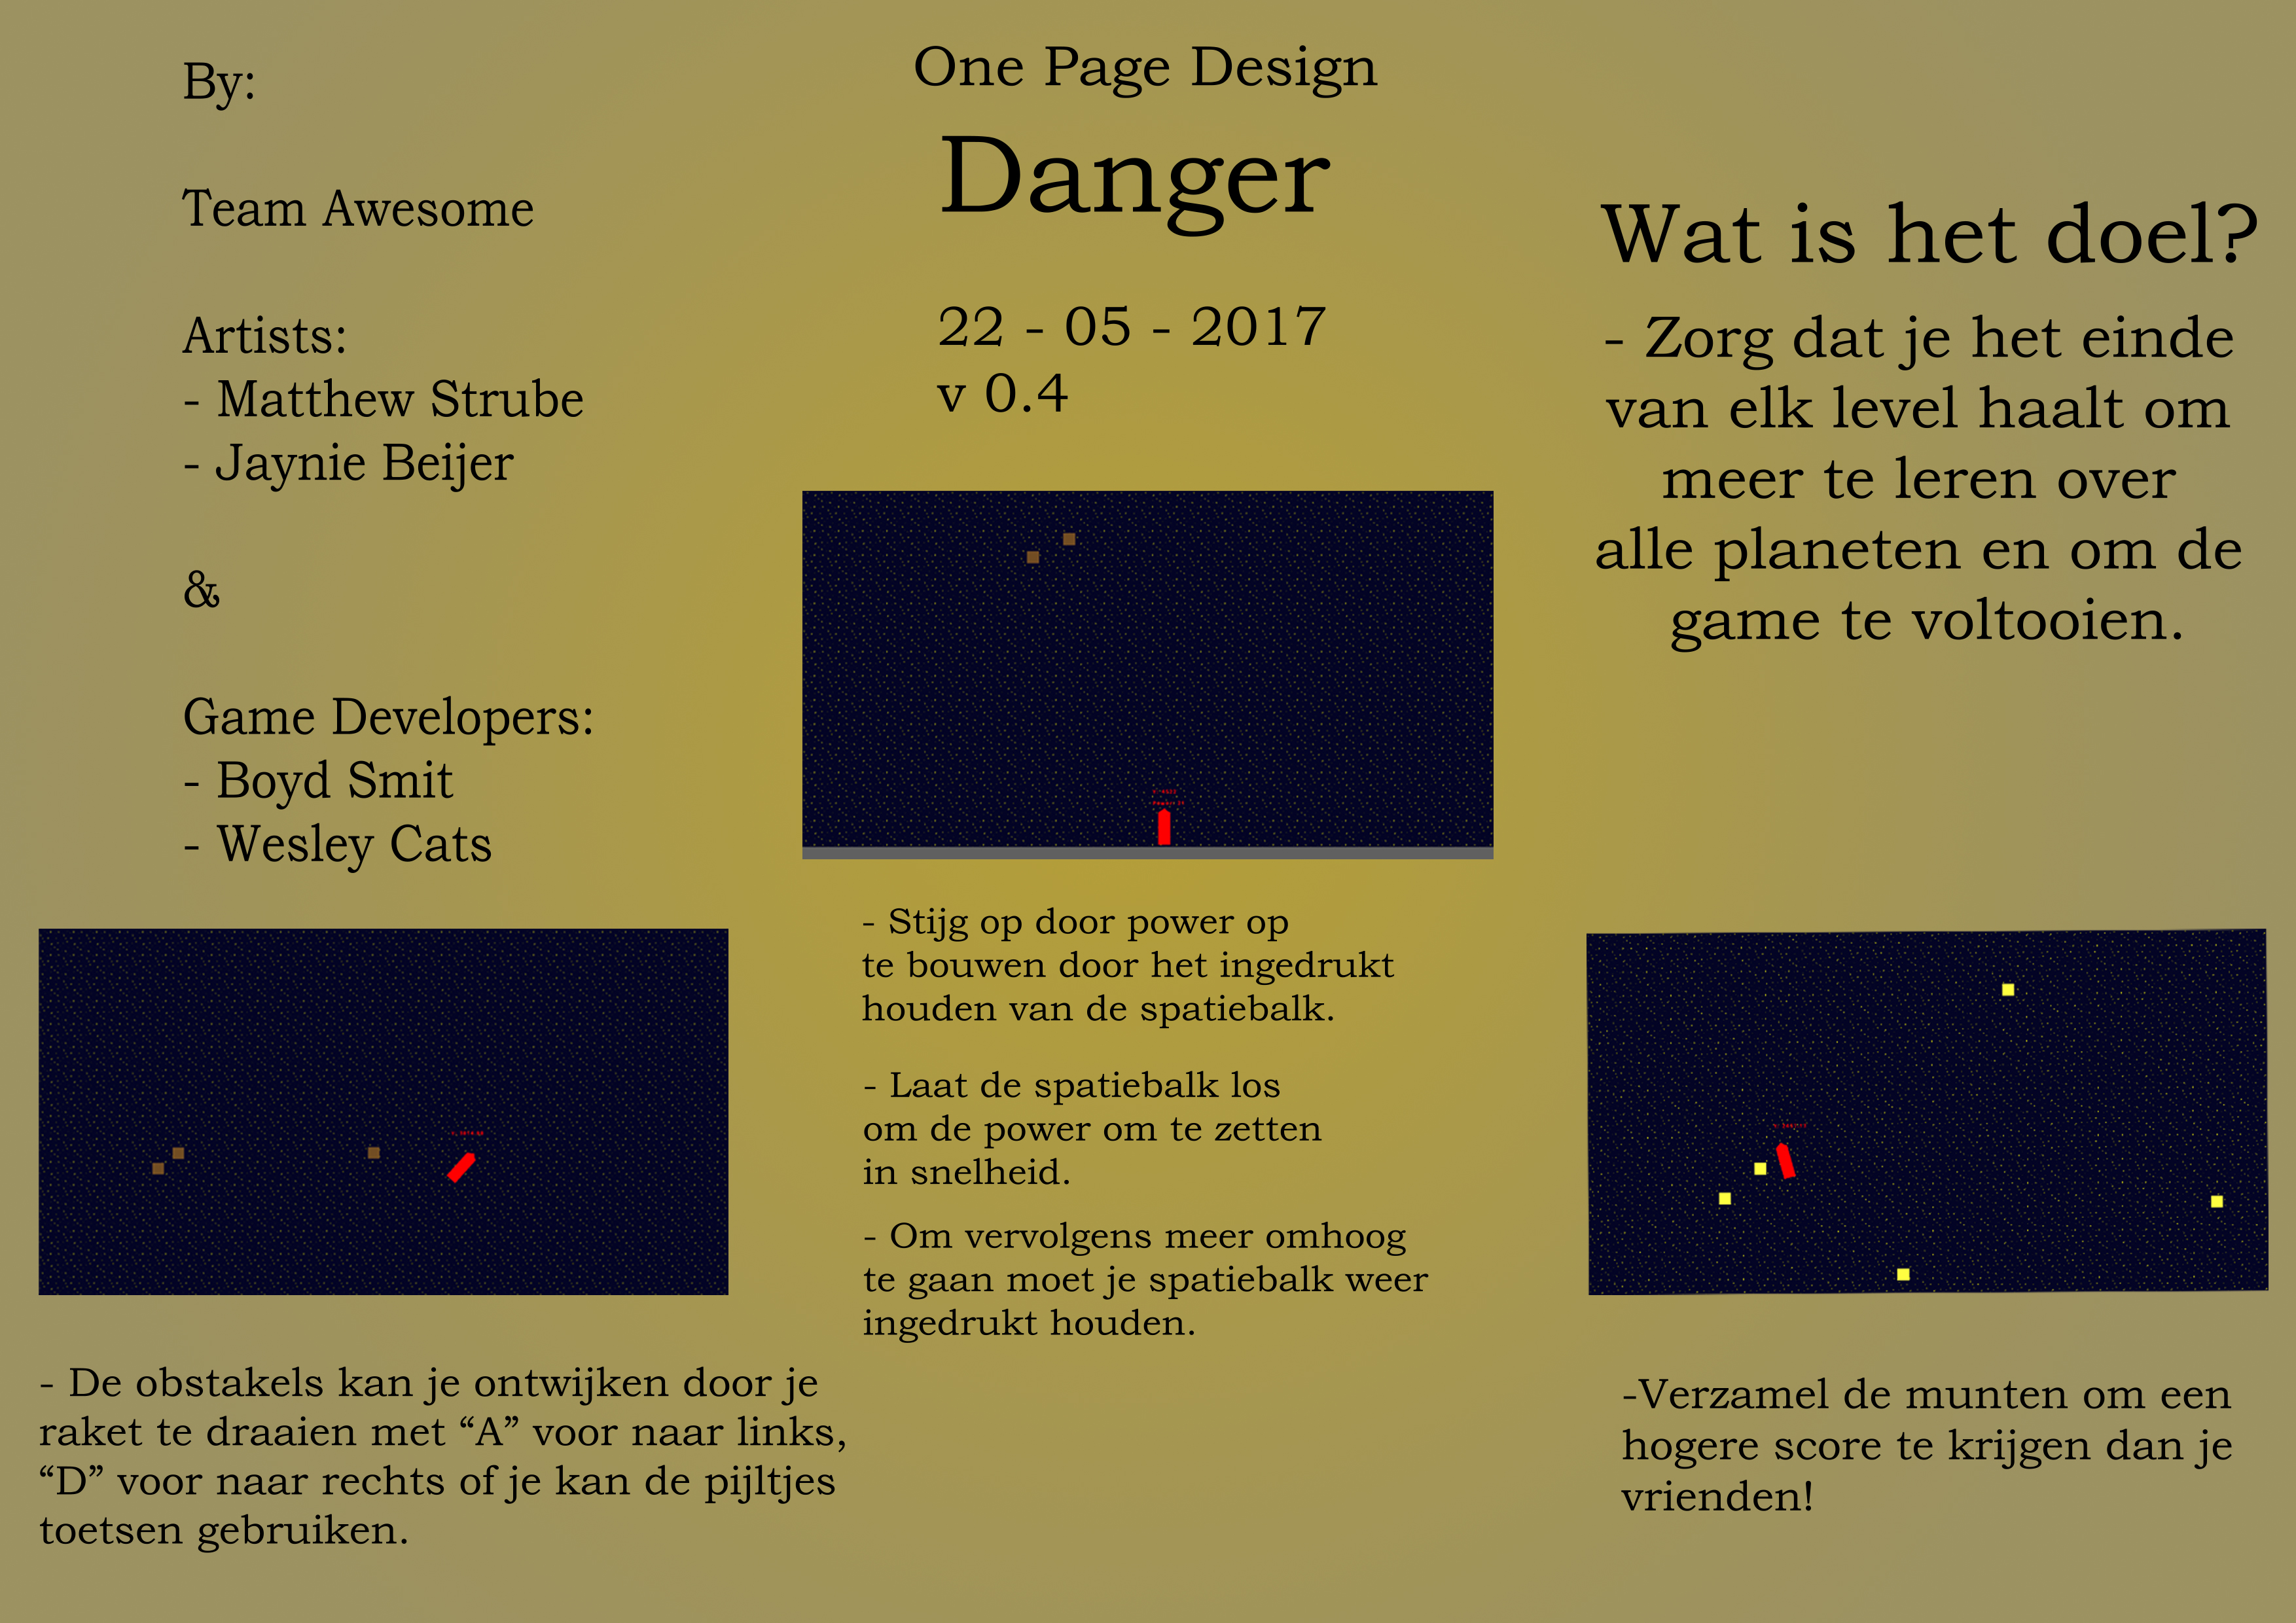 By:
Team Awesome
Artists:
- Matthew Strube
- Jaynie Beijer
&
Game Developers:
- Boyd Smit
- Wesley Cats
One Page Design
Danger
22 - 05 - 2017
v 0.4
Wat is het doel?
- Zorg dat je het einde
van elk level haalt om
meer te leren over
alle planeten en om de
game te voltooien.
- Stijg op door power op
te bouwen door het ingedrukt
houden van de spatiebalk.
- Laat de spatiebalk los
om de power om te zetten
in snelheid.
- Om vervolgens meer omhoog
te gaan moet je spatiebalk weer
ingedrukt houden.
- De obstakels kan je ontwijken door je
raket te draaien met “A” voor naar links,
“D” voor naar rechts of je kan de pijltjes
toetsen gebruiken.
-Verzamel de munten om een
hogere score te krijgen dan je
vrienden!